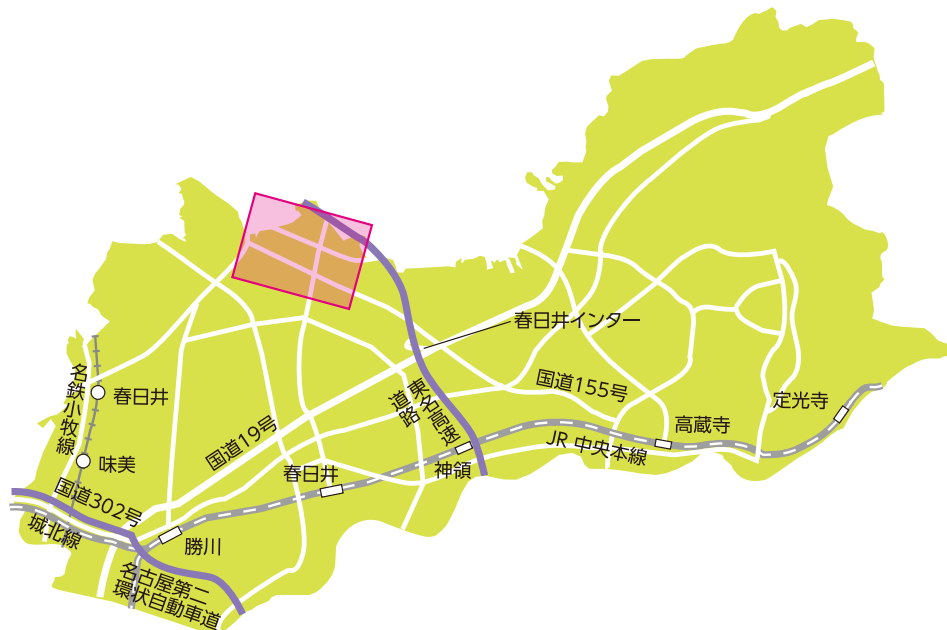 春日井インター
名鉄小牧線
春日井
味美
国道19号
東名高速
道路
国道155号
定光寺
高蔵寺
JR 中央本線
神領
春日井
国道302号
城北線
勝川
名古屋第二
環状自動車道